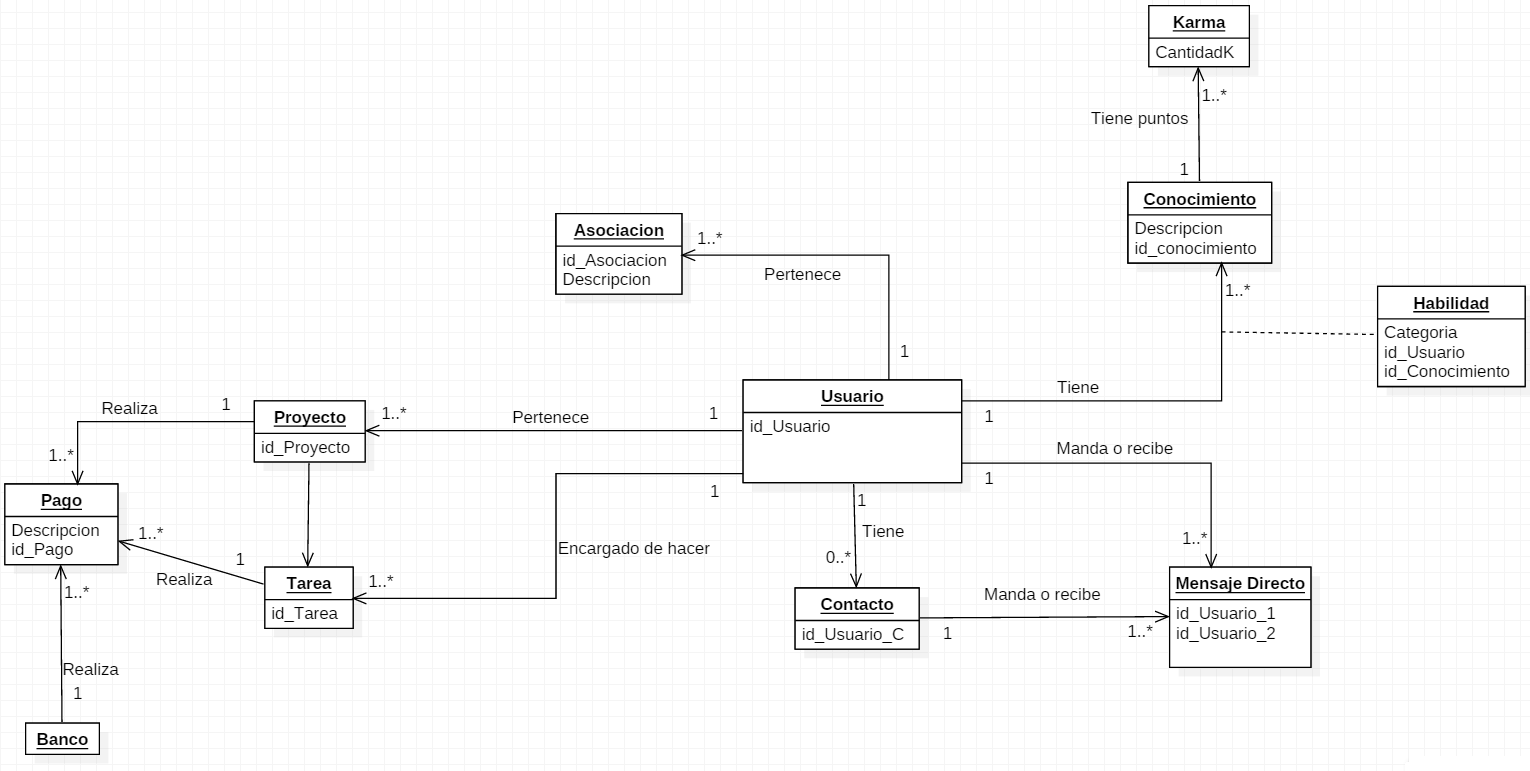 Karma
CantidadK
1..*
Tiene puntos
1
Conocimiento
Descripcion
id_conocimiento
1..*
Asociacion
id_Asociacion
Descripcion
1..*
Pertenece
1
Habilidad
Categoria
id_Usuario
id_Conocimiento
Usuario
id_Usuario
Tiene
1
Manda o recibe
1
1..*
Proyecto
id_Proyecto
1..*
Pertenece
1
Realiza
1
1..*
Pago
Descripcion
id_Pago
1..*
1
Realiza
Tarea
id_Tarea
1..*
Encargado de hacer
1
1
Tiene
0..*
Contacto
id_Usuario_C
Manda o recibe
1
1..*
Mensaje Directo
id_Usuario_1
id_Usuario_2
1..*
Realiza
1
Banco